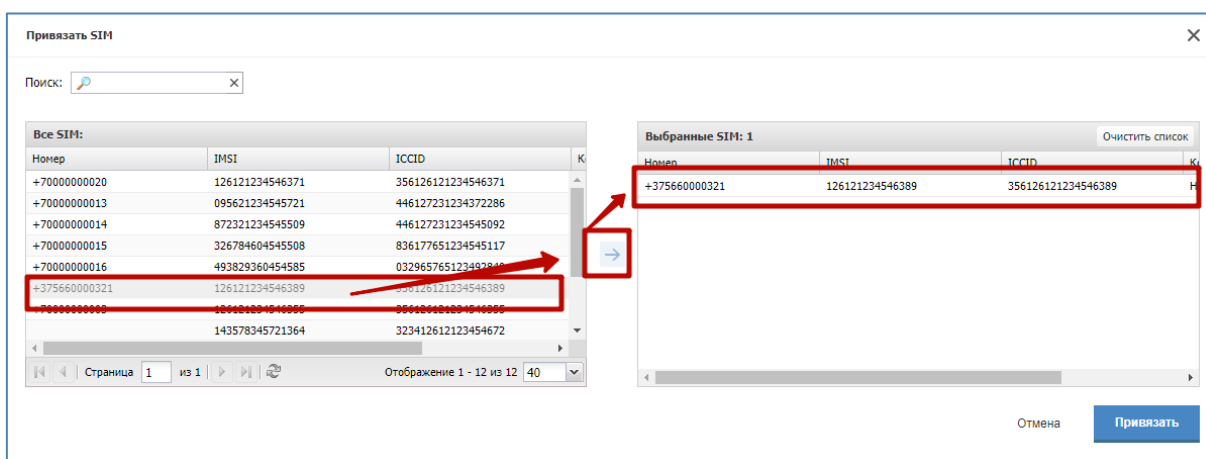 Привязать SIM
Поиск:
Все SIM:
Номер IMSI ICCID
+70000000020 126121234546371 356126121234546371
+70000000013 095621234545721 446127231234372286
+70000000014 872321234545509 446127231234545092
+70000000015 326784604545508 836177651234545117
+70000000016 493829360454585
+375660000321 126121234546389 356126121234546389
143578345721364 323412612123454672
Страница 1 из 1 Отображение 1 - 12 из 12 40
Выбранные SIM: 1 Очистить список
Номер IMSI ICCID
+375660000321 126121234546389 356126121234546389 Н
Отмена Привязать